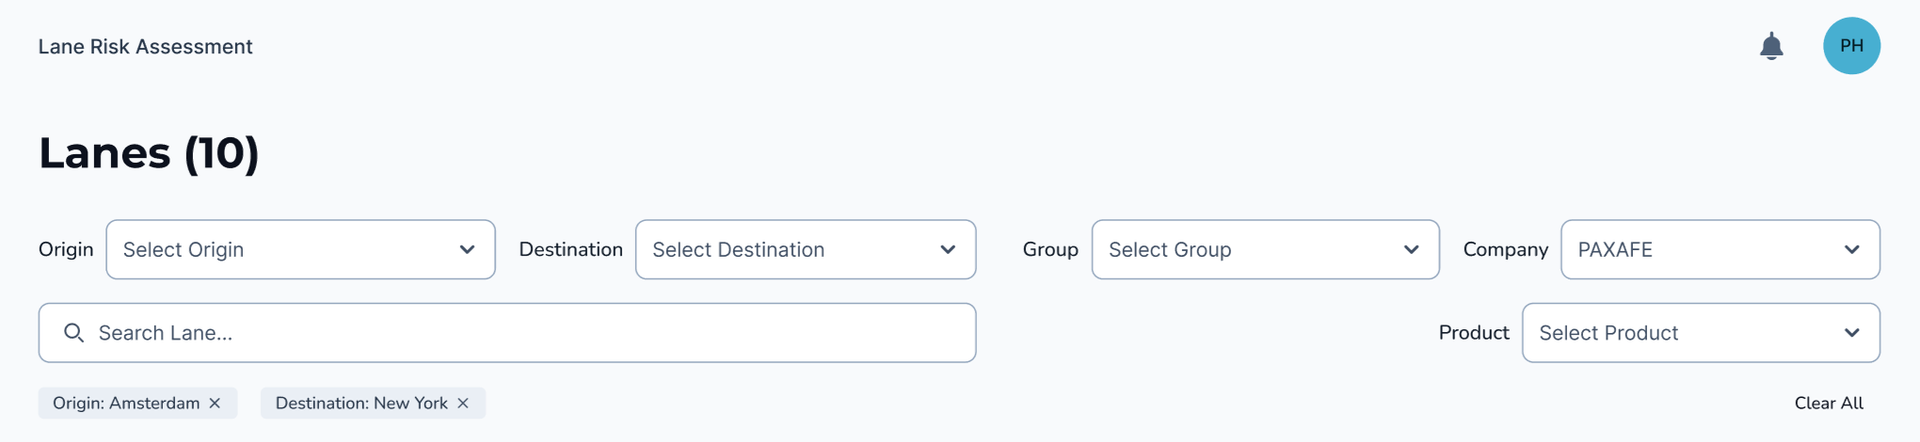 Lane Risk Assessment PH
Lanes (10)
Origin Select Origin Destination Select Destination Group Select Group Company PAXAFE
Search Lane... Product Select Product
Origin: Amsterdam × Destination: New York × Clear All